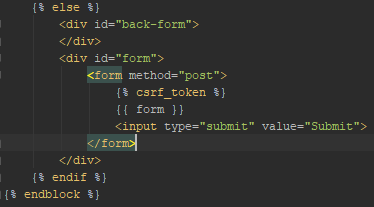 {% else %}
<div id="back-form">
</div>
<div id="form">
<form method="post">
{% csrf_token %}
{{ form }}
<input type="submit" value="Submit">
</form>
</div>
{% endif %}
{% endblock %}